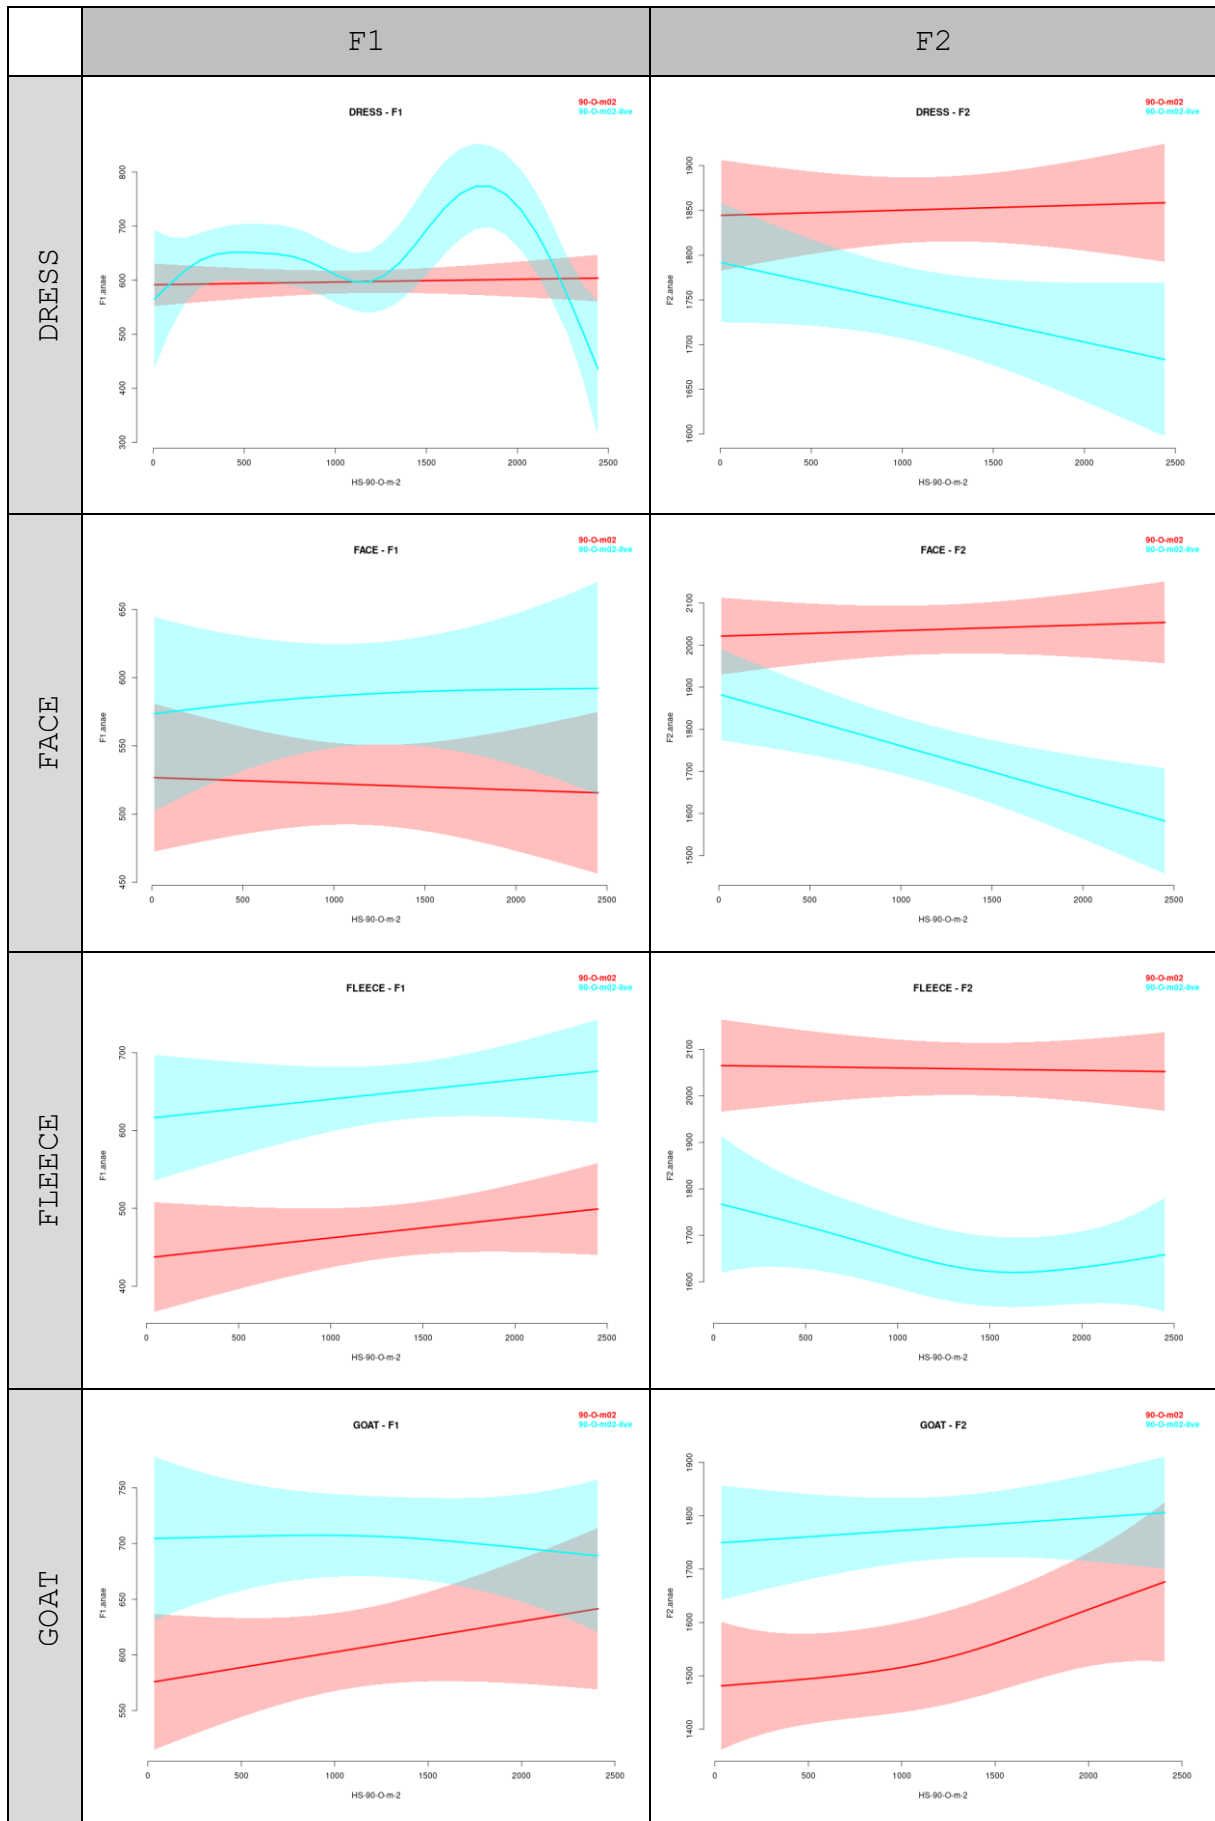 F1
F2
DRESS
DRESS - F1
90-O-m02
90-O-m02-live
F1.anae
800
700
600
500
400
300
0 500 1000 1500 2000 2500
HS-90-O-m-2
DRESS - F2
90-O-m02
90-O-m02-live
F2.anae
1900
1850
1800
1750
1700
1650
1600
0 500 1000 1500 2000 2500
HS-90-O-m-2
FACE
FACE - F1
90-O-m02
90-O-m02-live
F1.anae
650
600
550
500
450
0 500 1000 1500 2000 2500
HS-90-O-m-2
FACE - F2
90-O-m02
90-O-m02-live
F2.anae
2100
2000
1900
1800
1700
1600
1500
0 500 1000 1500 2000 2500
HS-90-O-m-2
FLEECE
FLEECE - F1
90-O-m02
90-O-m02-live
F1.anae
700
600
500
400
0 500 1000 1500 2000 2500
HS-90-O-m-2
FLEECE - F2
90-O-m02
90-O-m02-live
F2.anae
2100
2000
1900
1800
1700
1600
0 500 1000 1500 2000 2500
HS-90-O-m-2
GOAT
GOAT - F1
90-O-m02
90-O-m02-live
F1.anae
750
700
650
600
550
0 500 1000 1500 2000 2500
HS-90-O-m-2
GOAT - F2
90-O-m02
90-O-m02-live
F2.anae
1900
1800
1700
1600
1500
1400
0 500 1000 1500 2000 2500
HS-90-O-m-2